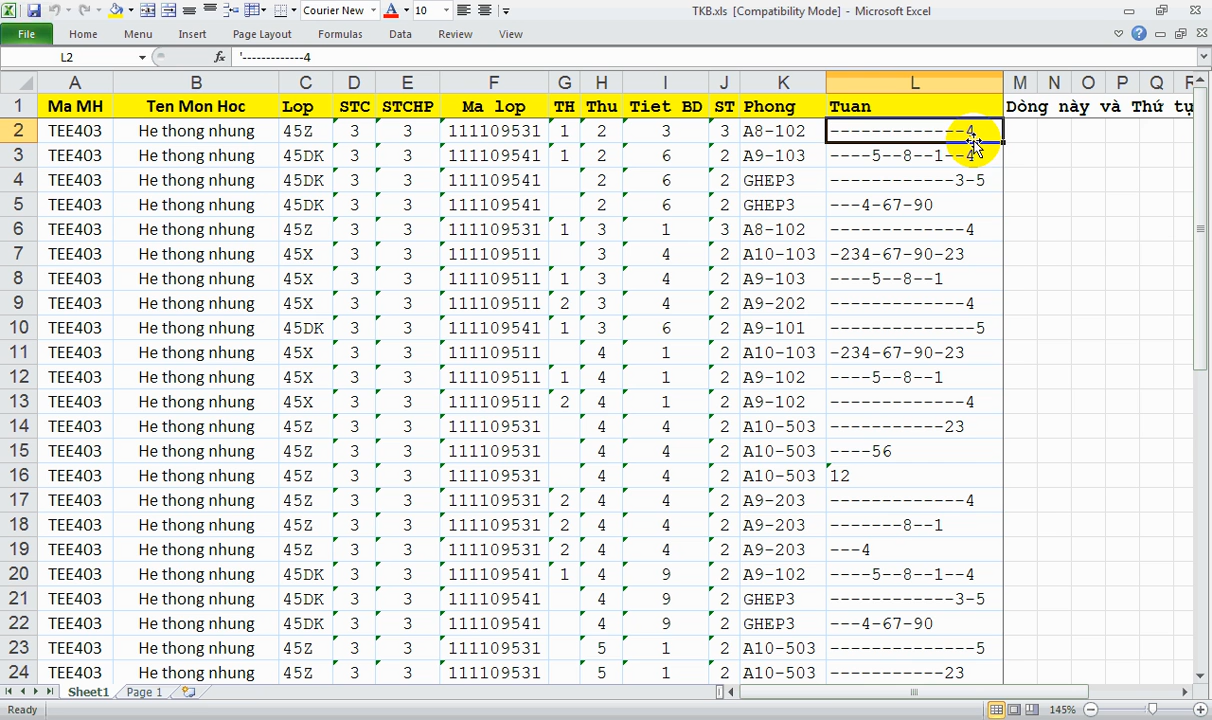 Courier New 10 TKB.xls [Compatibility Mode] - Microsoft Excel
File Home Menu Insert Page Layout Formulas Data Review View
L2 fx '-------------4
A B C D E F G H I J K L M N O P Q R
1 Ma MH Ten Mon Hoc Lop STC STCHP Ma lop TH Thu Tiet BD ST Phong Tuan Dòng này và Thứ tự
2 TEE403 He thong nhung 45Z 3 3 111109531 1 2 3 3 A8-102 -------------4
3 TEE403 He thong nhung 45DK 3 3 111109541 1 2 6 2 A9-103 ----5--8--1--4
4 TEE403 He thong nhung 45DK 3 3 111109541 2 6 2 GHEP3 ------------3-5
5 TEE403 He thong nhung 45DK 3 3 111109541 2 6 2 GHEP3 ---4-67-90
6 TEE403 He thong nhung 45Z 3 3 111109531 1 3 1 3 A8-102 -------------4
7 TEE403 He thong nhung 45X 3 3 111109511 3 4 2 A10-103 -234-67-90-23
8 TEE403 He thong nhung 45X 3 3 111109511 1 3 4 2 A9-103 ----5--8--1
9 TEE403 He thong nhung 45X 3 3 111109511 2 3 4 2 A9-202 -------------4
10 TEE403 He thong nhung 45DK 3 3 111109541 1 3 6 2 A9-101 --------------5
11 TEE403 He thong nhung 45X 3 3 111109511 4 1 2 A10-103 -234-67-90-23
12 TEE403 He thong nhung 45X 3 3 111109511 1 4 1 2 A9-102 ----5--8--1
13 TEE403 He thong nhung 45X 3 3 111109511 2 4 1 2 A9-102 -------------4
14 TEE403 He thong nhung 45Z 3 3 111109531 4 4 2 A10-503 -----------23
15 TEE403 He thong nhung 45Z 3 3 111109531 4 4 2 A10-503 ----56
16 TEE403 He thong nhung 45Z 3 3 111109531 4 4 2 A10-503 12
17 TEE403 He thong nhung 45Z 3 3 111109531 2 4 4 2 A9-203 -------------4
18 TEE403 He thong nhung 45Z 3 3 111109531 2 4 4 2 A9-203 -------8--1
19 TEE403 He thong nhung 45Z 3 3 111109531 2 4 4 2 A9-203 ---4
20 TEE403 He thong nhung 45DK 3 3 111109541 1 4 9 2 A9-102 ----5--8--1--4
21 TEE403 He thong nhung 45DK 3 3 111109541 4 9 2 GHEP3 ------------3-5
22 TEE403 He thong nhung 45DK 3 3 111109541 4 9 2 GHEP3 ---4-67-90
23 TEE403 He thong nhung 45Z 3 3 111109531 5 1 2 A10-503 --------------5
24 TEE403 He thong nhung 45Z 3 3 111109531 5 1 2 A10-503 -----------23
Sheet1 Page 1
Ready 145%